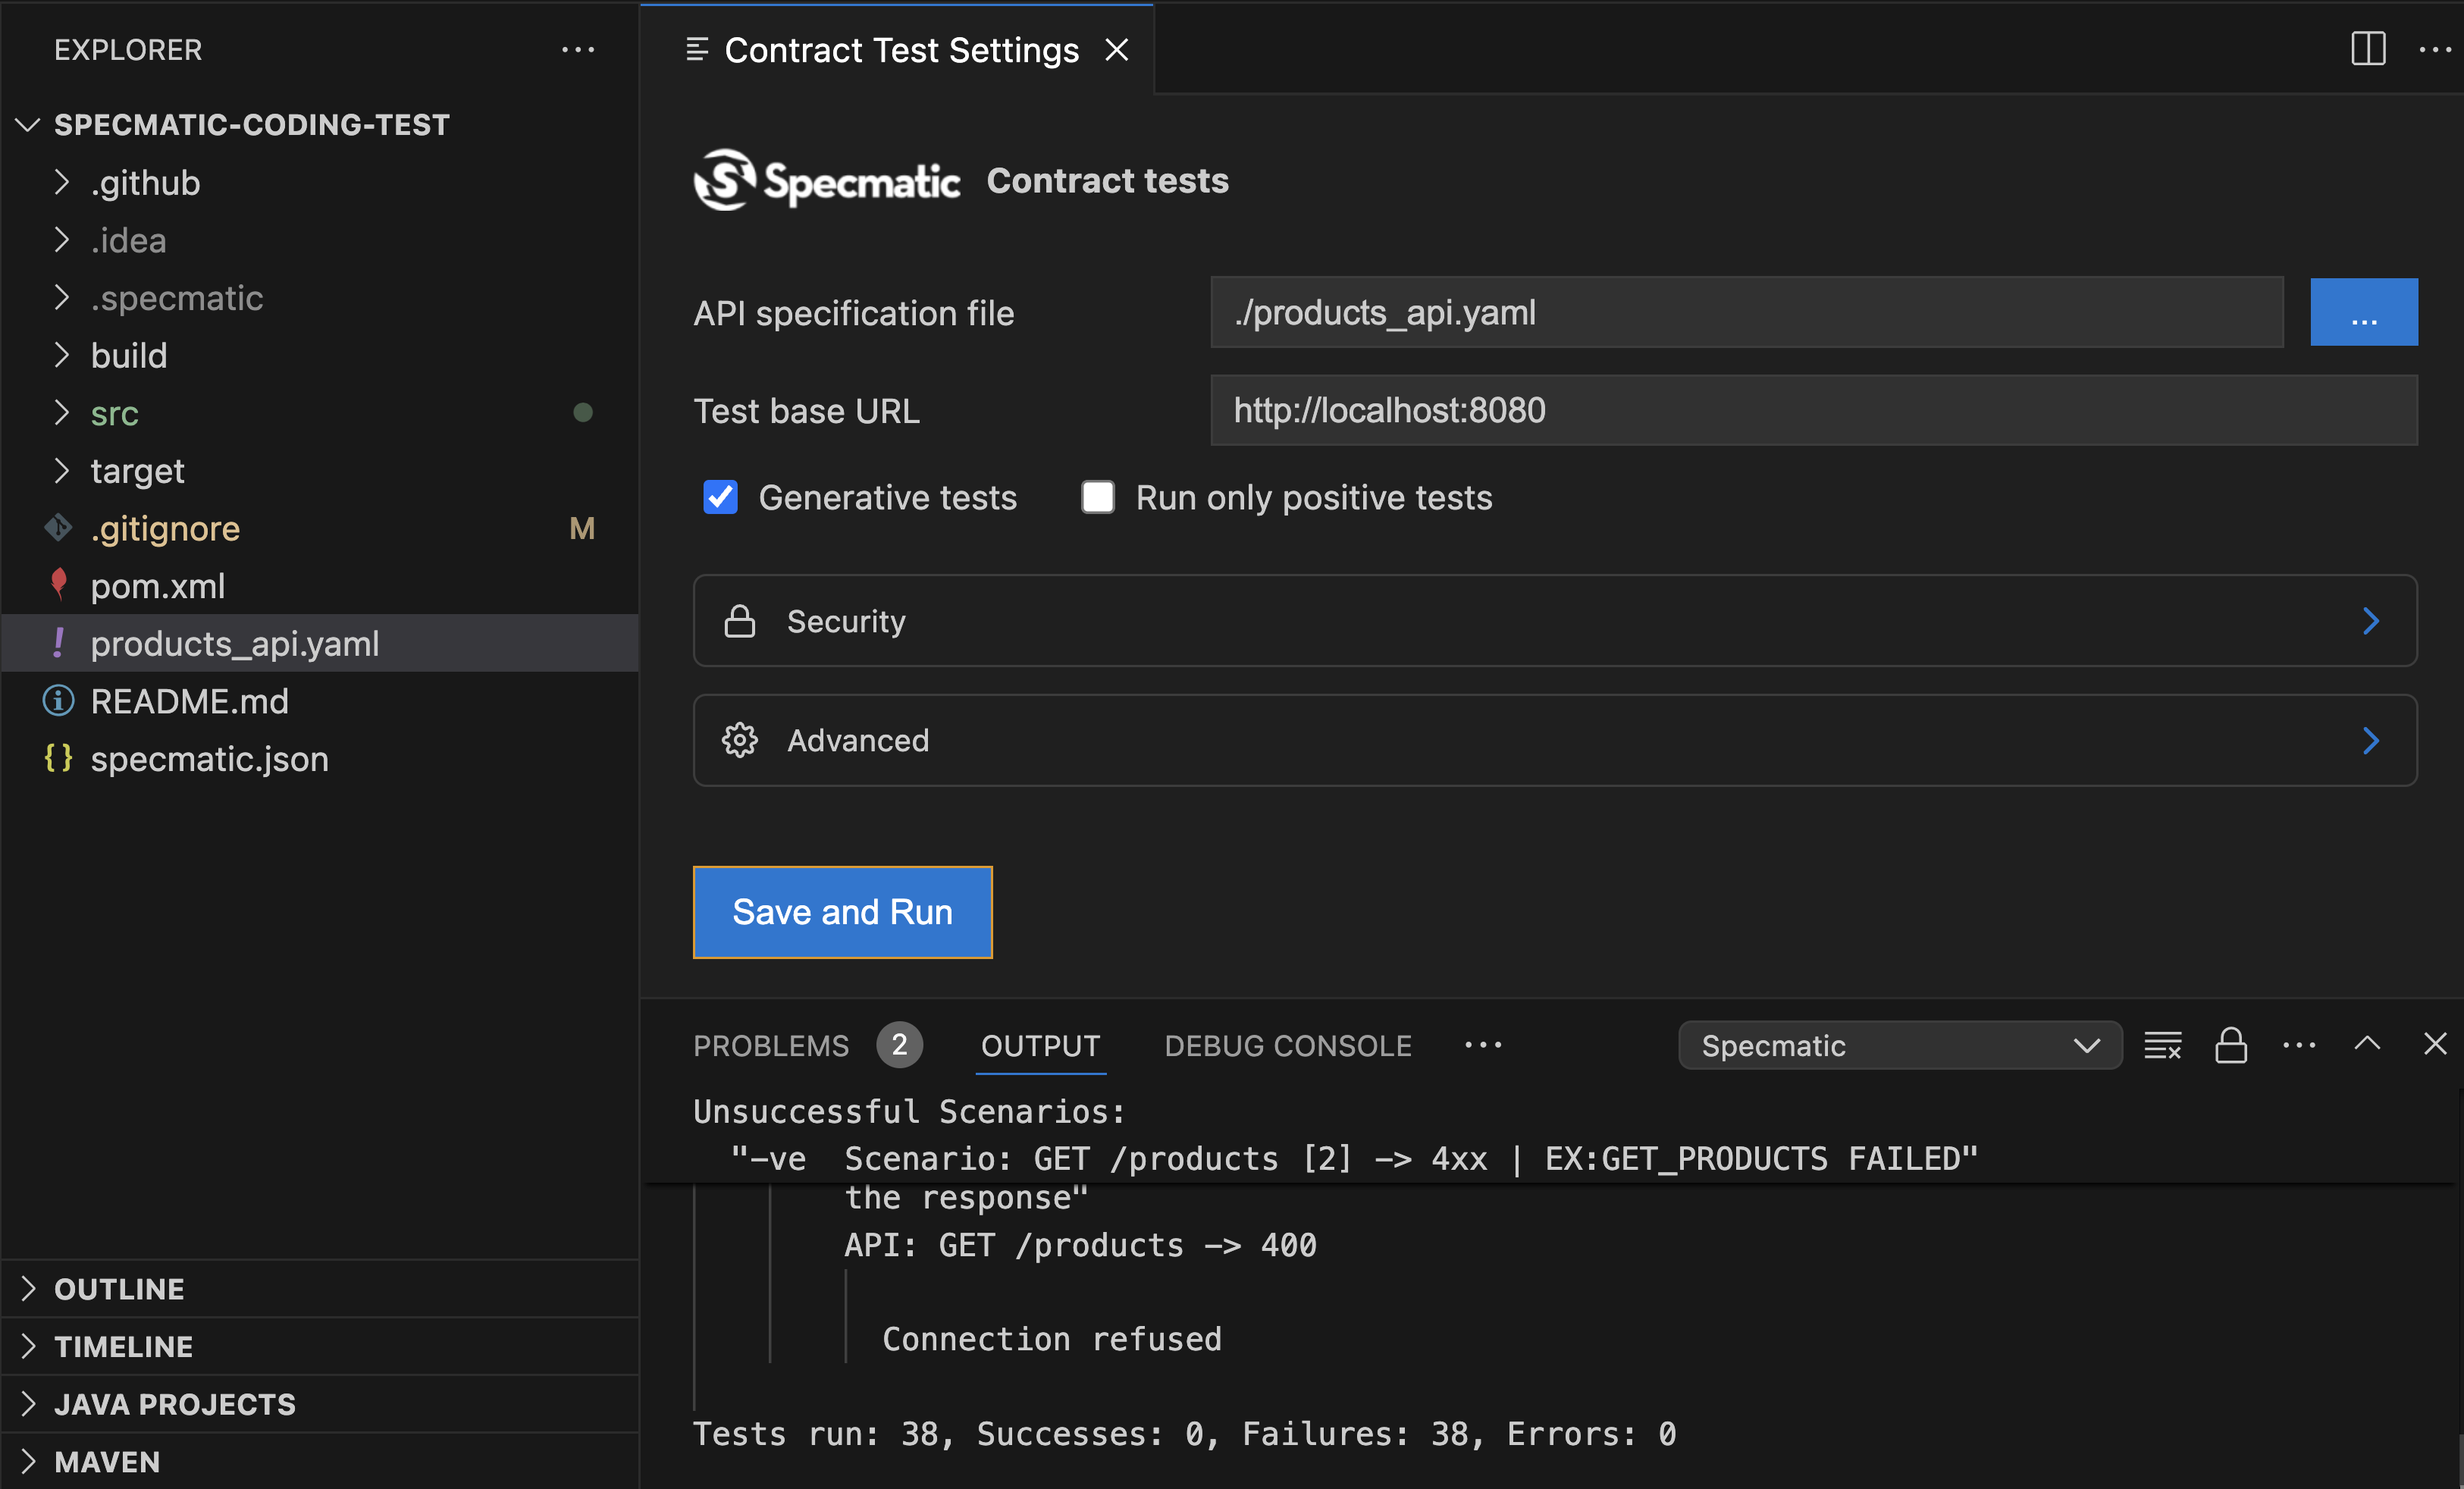 EXPLORER
SPECMATIC-CODING-TEST
.github
.idea
.specmatic
build
src
target
.gitignore M
pom.xml
products_api.yaml
README.md
specmatic.json
OUTLINE
TIMELINE
JAVA PROJECTS
MAVEN
Contract Test Settings
Specmatic Contract tests
API specification file ./products_api.yaml ...
Test base URL http://localhost:8080
Generative tests Run only positive tests
Security
Advanced
Save and Run
PROBLEMS 2 OUTPUT DEBUG CONSOLE Specmatic
Unsuccessful Scenarios:
"-ve  Scenario: GET /products [2] -> 4xx | EX:GET_PRODUCTS FAILED"
the response"
API: GET /products -> 400
Connection refused
Tests run: 38, Successes: 0, Failures: 38, Errors: 0